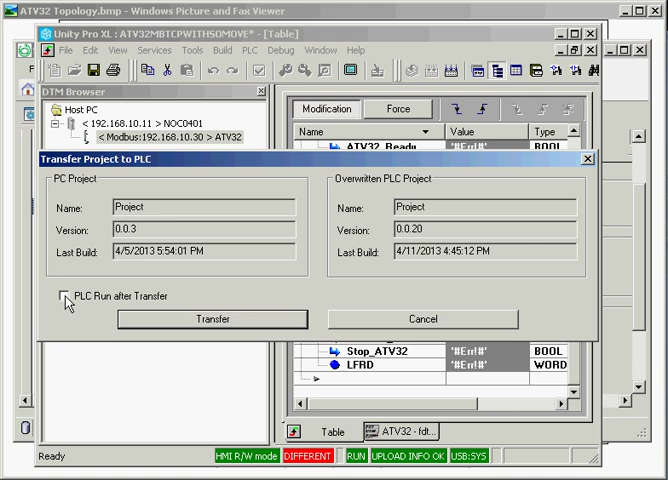 ATV32 Topology.bmp - Windows Picture and Fax Viewer
Unity Pro XL : ATV32MBTCPWITHSOMOVE* - [Table]
File Edit View Services Tools Build PLC Debug Window Help
DTM Browser
Host PC
< 192.168.10.11 > NOC0401
< Modbus:192.168.10.30 > ATV32
Modification Force
Name Value Type
ATV32_Ready '#Err!#' BOOL
Transfer Project to PLC
PC Project
Name: Project
Version: 0.0.3
Last Build: 4/5/2013 5:54:01 PM
Overwritten PLC Project
Name: Project
Version: 0.0.20
Last Build: 4/11/2013 4:45:12 PM
PLC Run after Transfer
Transfer Cancel
Stop_ATV32 '#Err!#' BOOL
LFRD '#Err!#' WORD
Table ATV32 - fdt...
Ready HMI R/W mode DIFFERENT RUN UPLOAD INFO OK USB:SYS